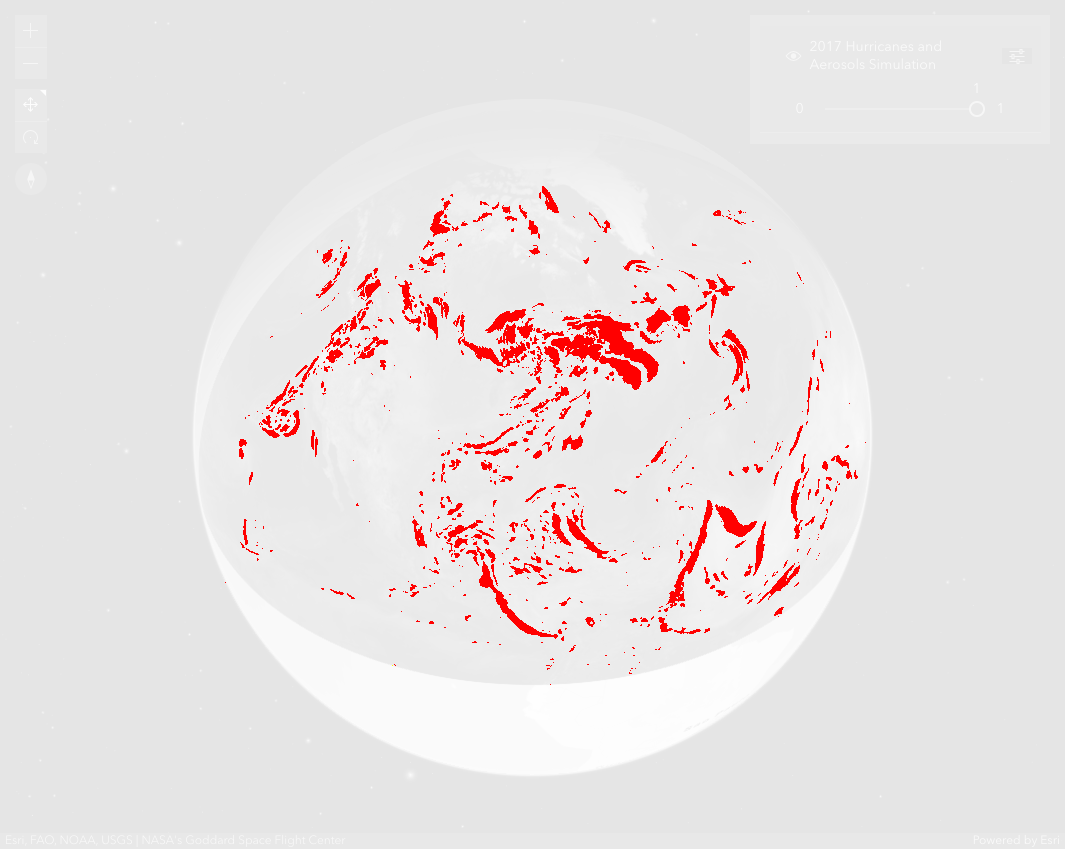 2017 Hurricanes and
Aerosols Simulation
1
0 1
Esri, FAO, NOAA, USGS | NASA's Goddard Space Flight Center
Powered by Esri